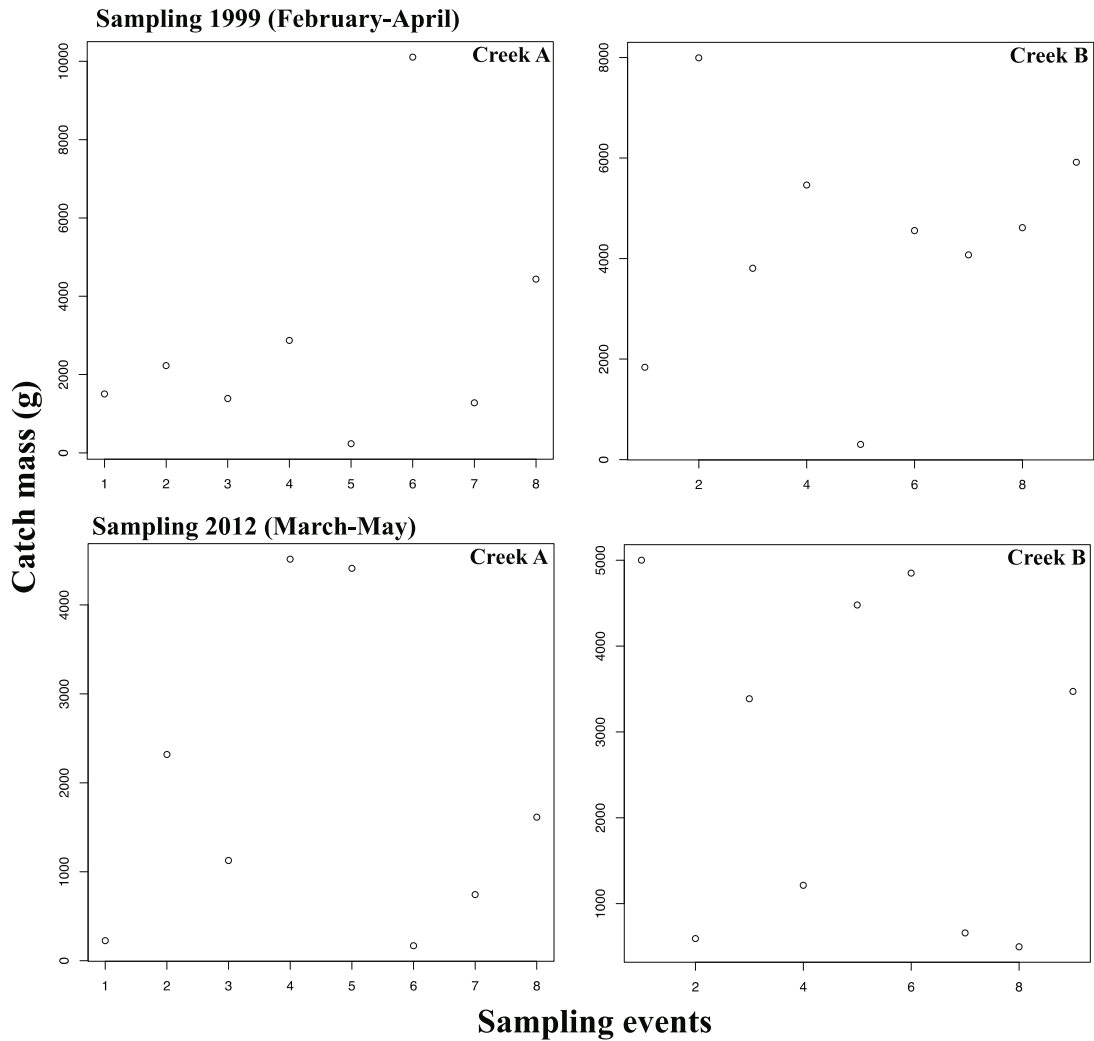 Sampling 1999 (February-April)
Creek A
10000
8000
6000
4000
2000
0
1 2 3 4 5 6 7 8
Creek B
8000
6000
4000
2000
0
2 4 6 8
Catch mass (g)
Sampling 2012 (March-May)
Creek A
4000
3000
2000
1000
0
1 2 3 4 5 6 7 8
Creek B
5000
4000
3000
2000
1000
2 4 6 8
Sampling events